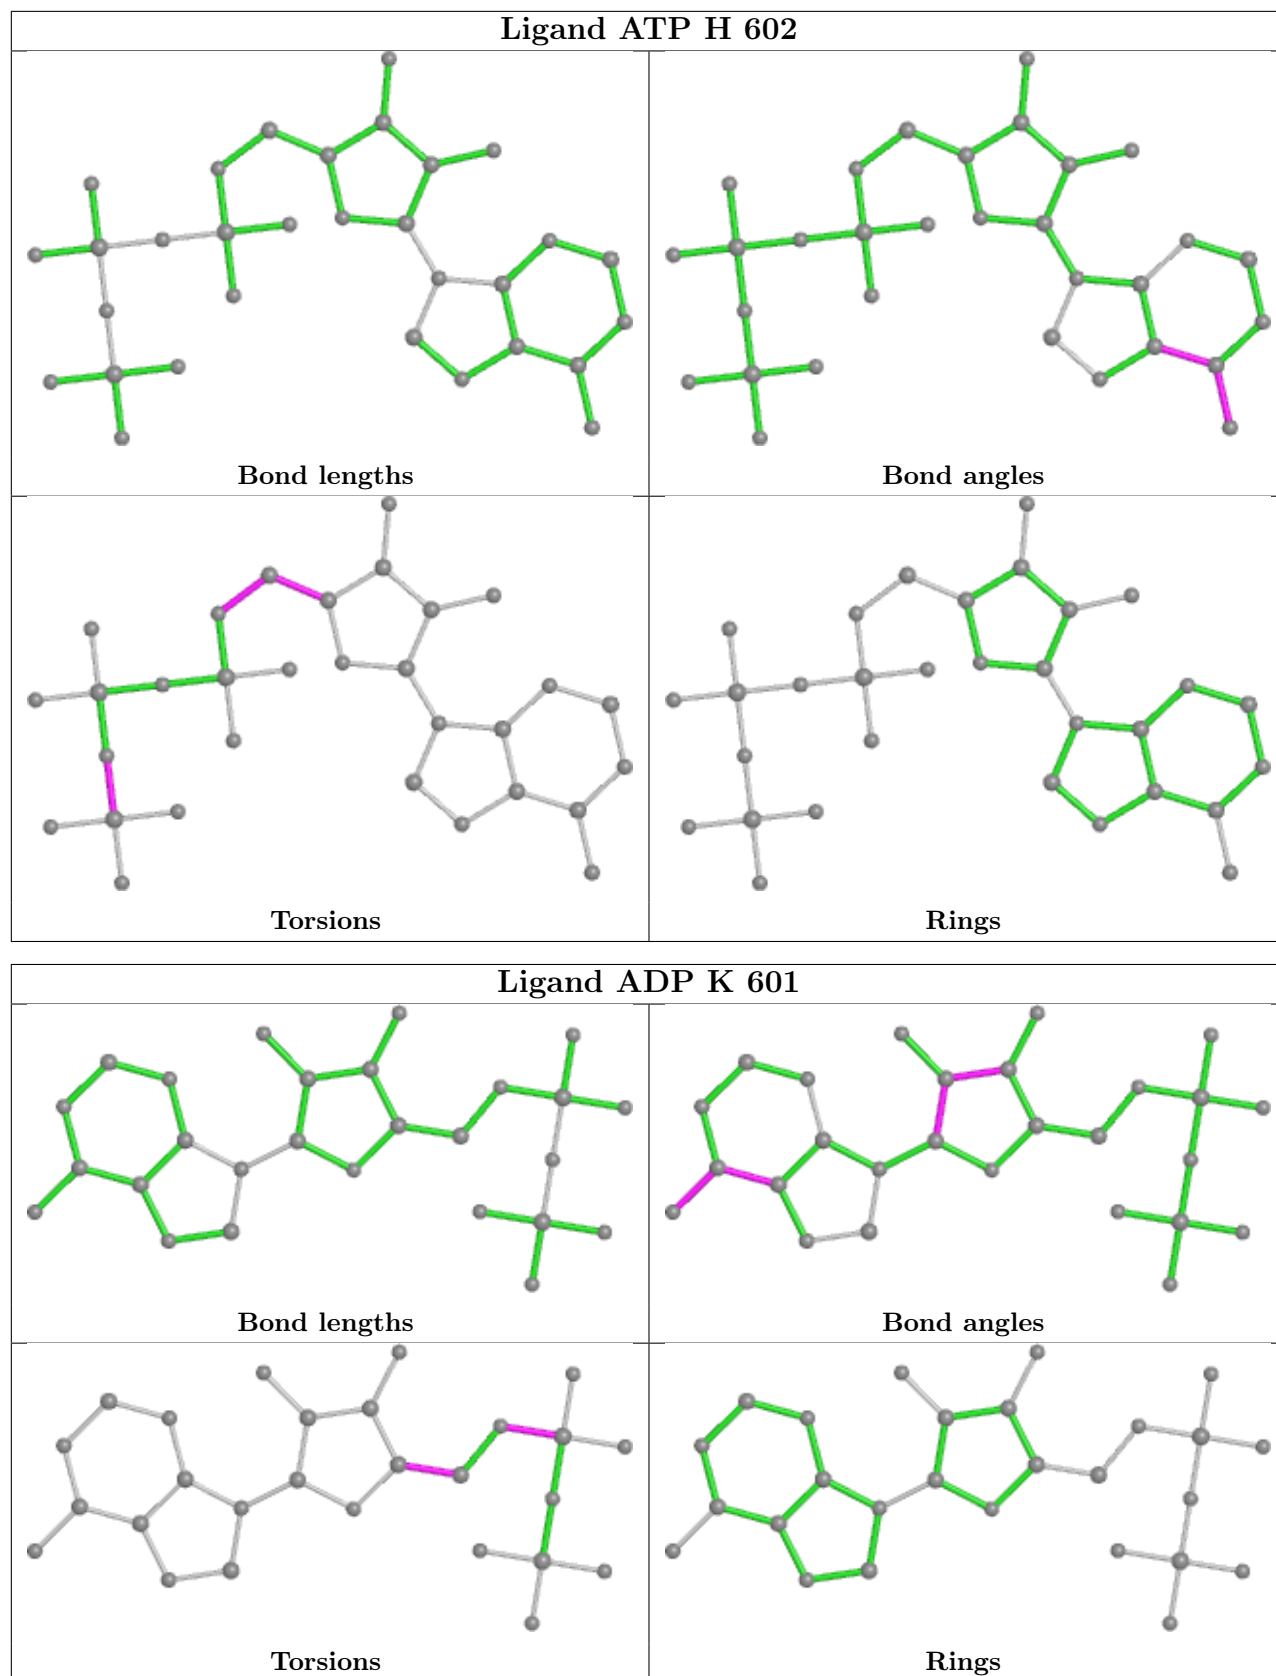 Ligand ATP H 602
Bond lengths
Bond angles
Torsions
Rings
Ligand ADP K 601
Bond lengths
Bond angles
Torsions
Rings